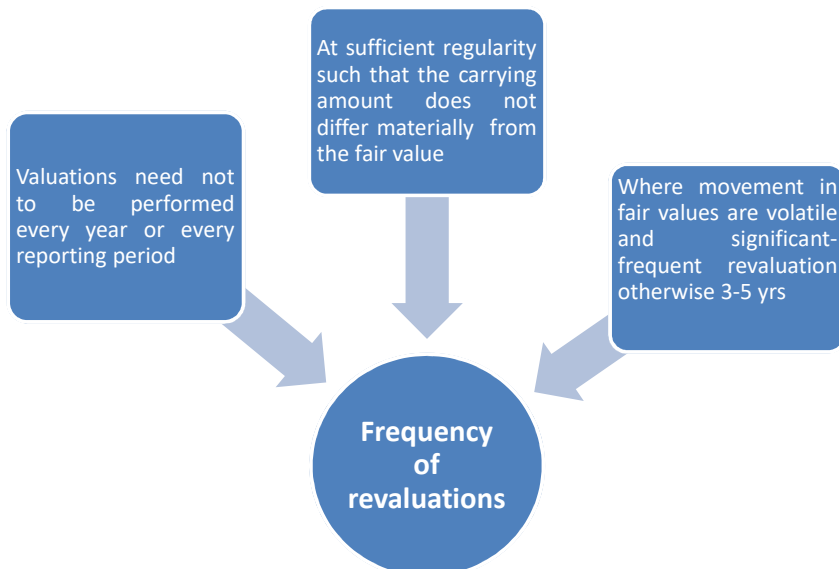 At sufficient regularity
such that the carrying
amount does not
differ materially from
the fair value
Valuations need not
to be performed
every year or every
reporting period
Where movement in
fair values are volatile
and significant-
frequent revaluation
otherwise 3-5 yrs
Frequency
of
revaluations